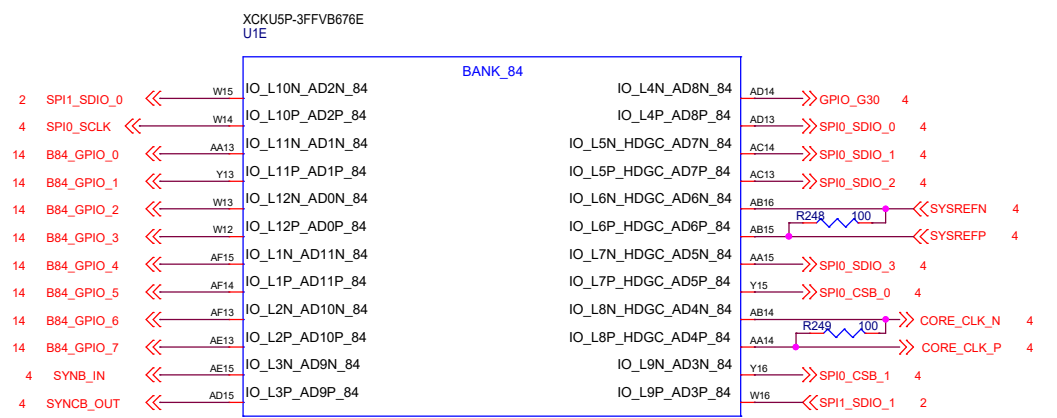 XCKU5P-3FFVB676E
U1E
BANK_84
2 SPI1_SDIO_0 W15 IO_L10N_AD2N_84 IO_L4N_AD8N_84 AD14 GPIO_G30 4
4 SPI0_SCLK W14 IO_L10P_AD2P_84 IO_L4P_AD8P_84 AD13 SPI0_SDIO_0 4
14 B84_GPIO_0 AA13 IO_L11N_AD1N_84 IO_L5N_HDGC_AD7N_84 AC14 SPI0_SDIO_1 4
14 B84_GPIO_1 Y13 IO_L11P_AD1P_84 IO_L5P_HDGC_AD7P_84 AC13 SPI0_SDIO_2 4
14 B84_GPIO_2 W13 IO_L12N_AD0N_84 IO_L6N_HDGC_AD6N_84 AB16 SYSREFN 4
R248 100
14 B84_GPIO_3 W12 IO_L12P_AD0P_84 IO_L6P_HDGC_AD6P_84 AB15 SYSREFP 4
14 B84_GPIO_4 AF15 IO_L1N_AD11N_84 IO_L7N_HDGC_AD5N_84 AA15 SPI0_SDIO_3 4
14 B84_GPIO_5 AF14 IO_L1P_AD11P_84 IO_L7P_HDGC_AD5P_84 Y15 SPI0_CSB_0 4
14 B84_GPIO_6 AF13 IO_L2N_AD10N_84 IO_L8N_HDGC_AD4N_84 AB14 CORE_CLK_N 4
R249 100
14 B84_GPIO_7 AE13 IO_L2P_AD10P_84 IO_L8P_HDGC_AD4P_84 AA14 CORE_CLK_P 4
4 SYNB_IN AE15 IO_L3N_AD9N_84 IO_L9N_AD3N_84 Y16 SPI0_CSB_1 4
4 SYNCB_OUT AD15 IO_L3P_AD9P_84 IO_L9P_AD3P_84 W16 SPI1_SDIO_1 2